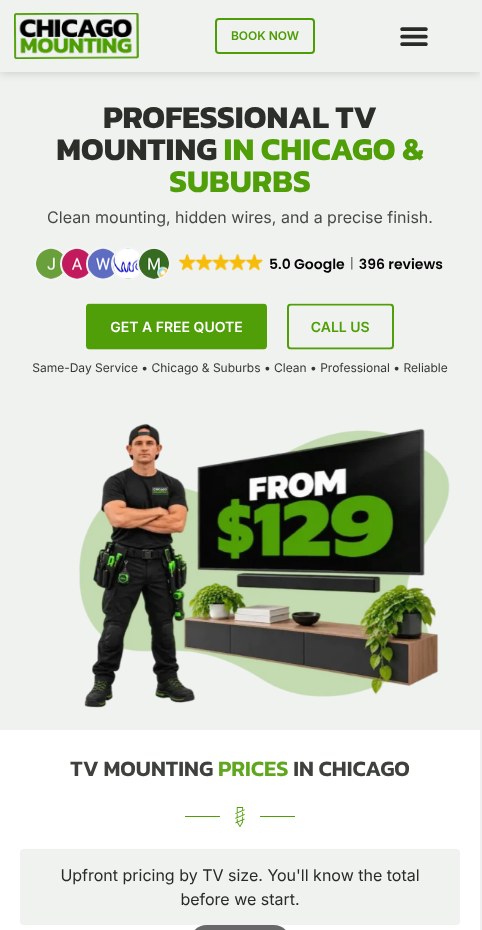 CHICAGO
MOUNTING
BOOK NOW
PROFESSIONAL TV
MOUNTING IN CHICAGO &
SUBURBS
Clean mounting, hidden wires, and a precise finish.
J A W M 5.0 Google | 396 reviews
GET A FREE QUOTE CALL US
Same-Day Service • Chicago & Suburbs • Clean • Professional • Reliable
FROM
$129
TV MOUNTING PRICES IN CHICAGO
Upfront pricing by TV size. You'll know the total
before we start.